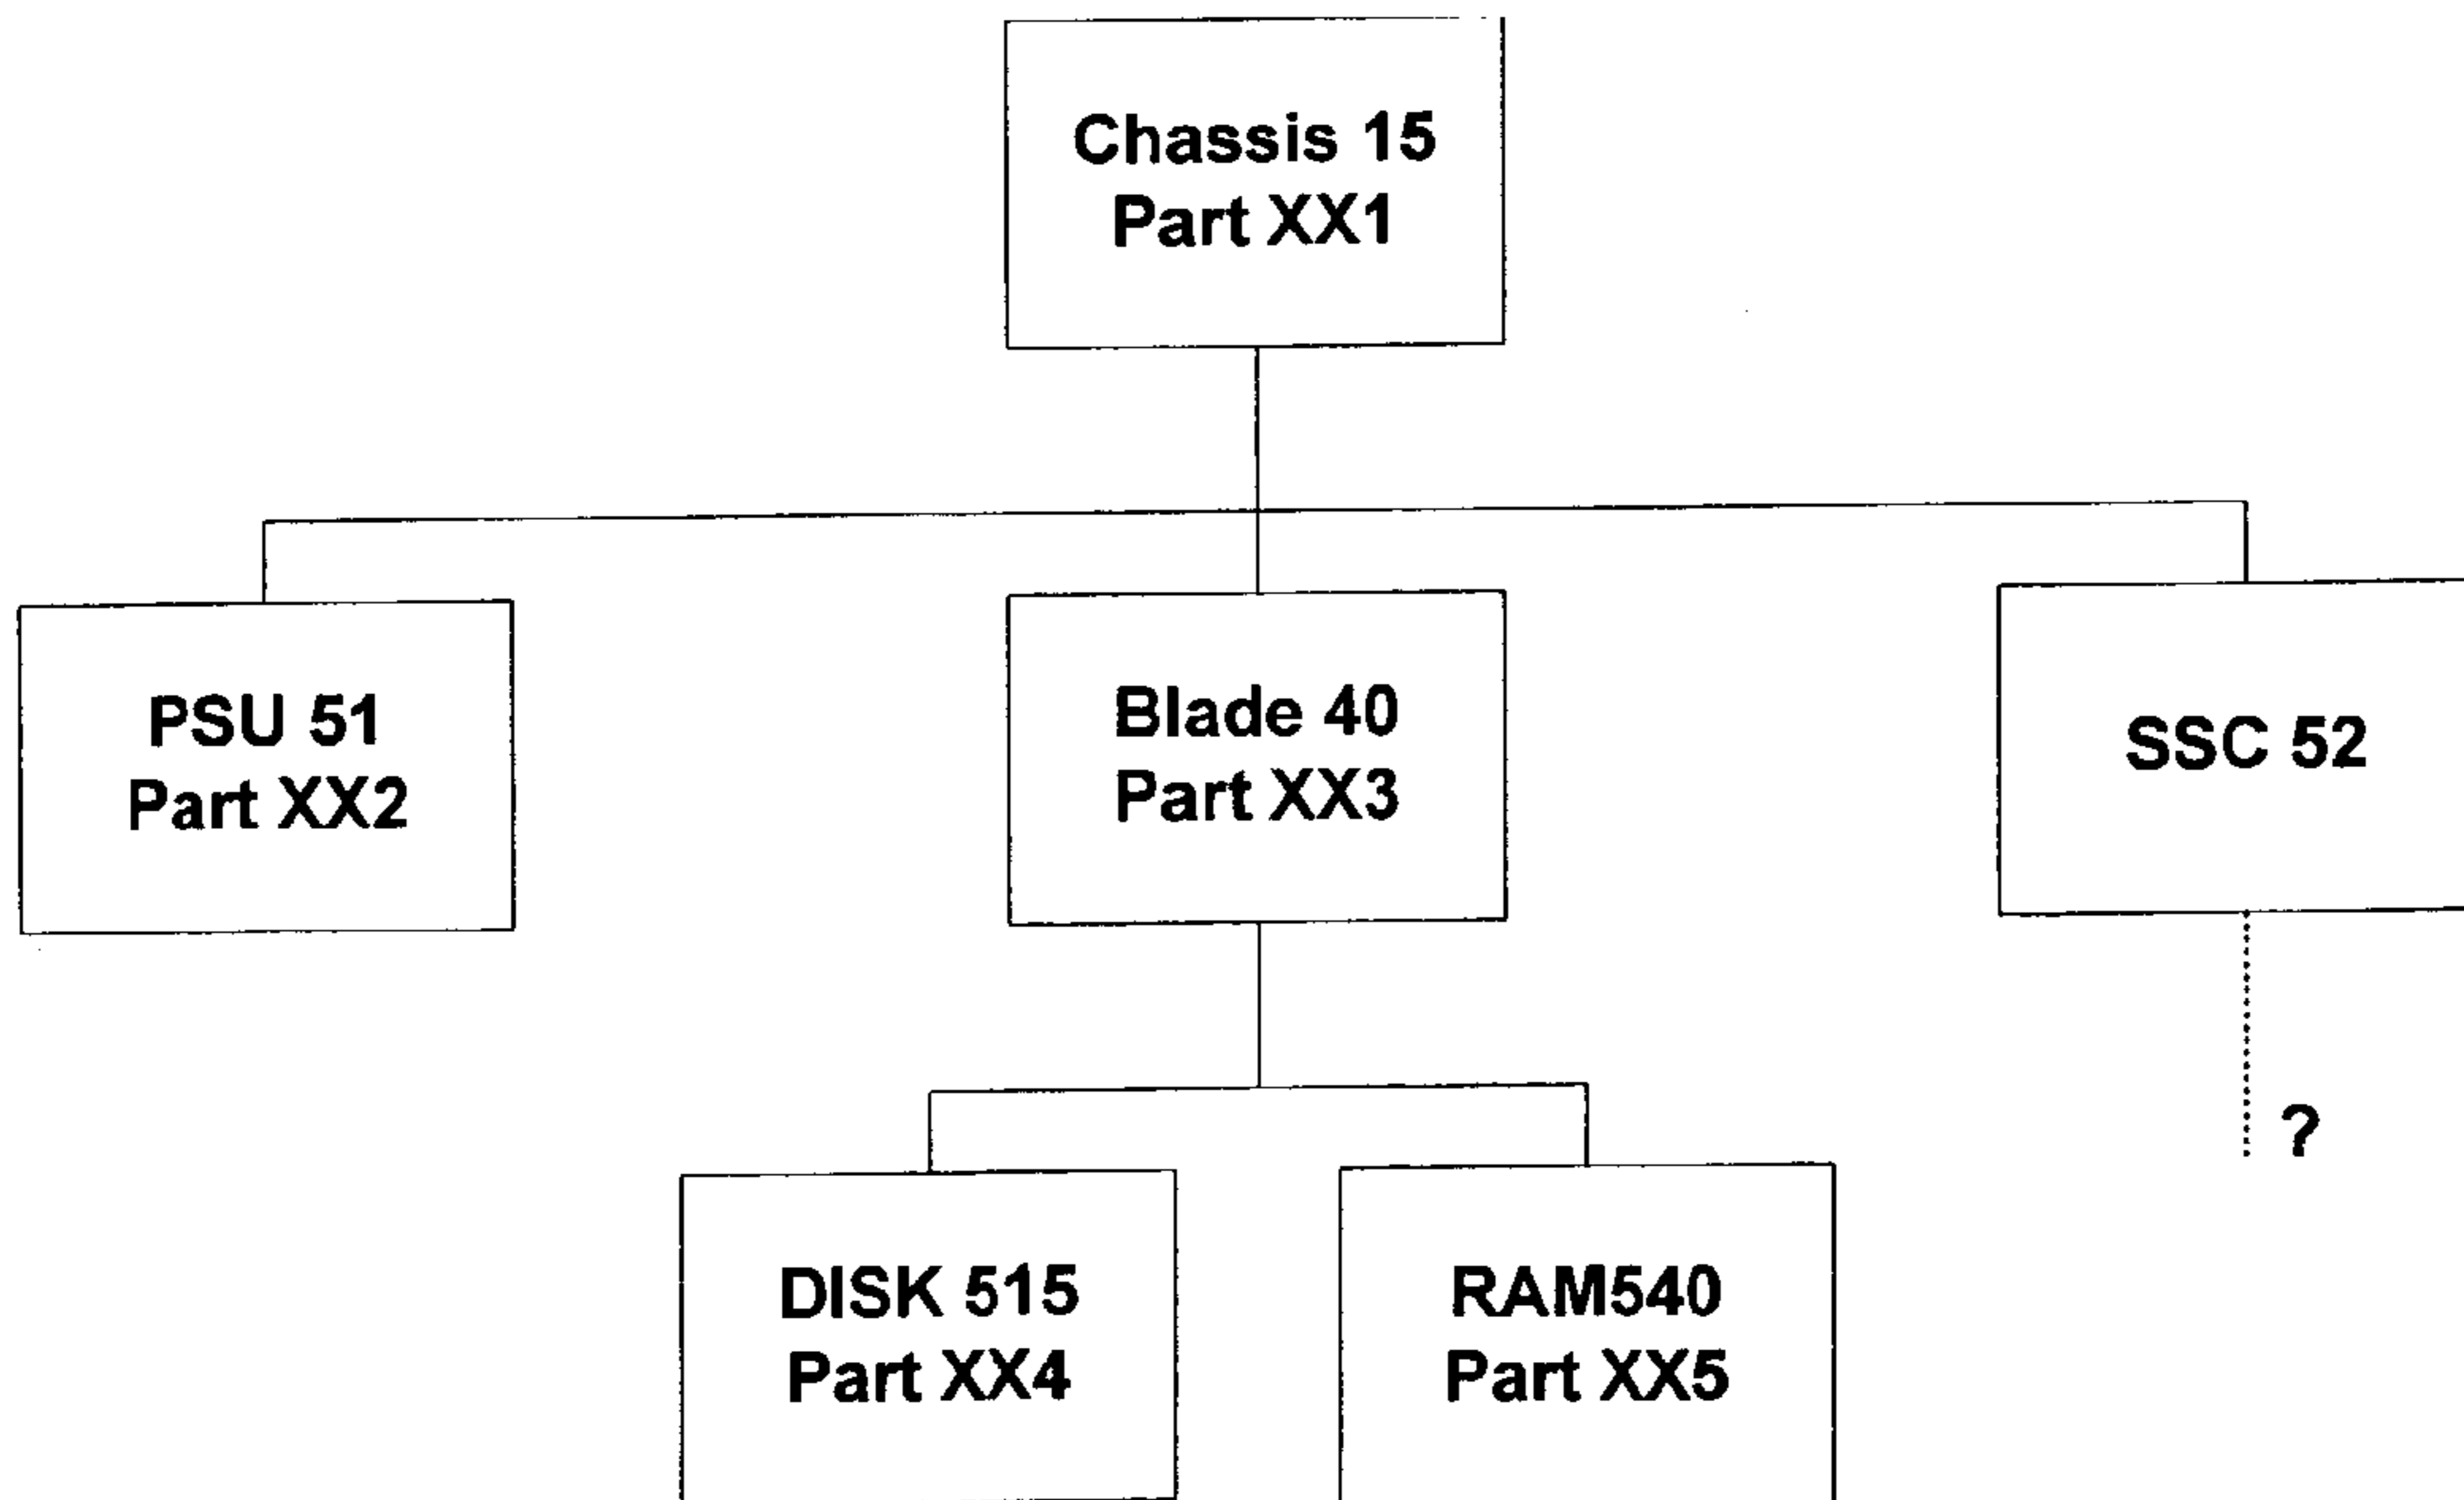 Chassis 15
Part XX1
PSU 51
Part XX2
Blade 40
Part XX3
SSC 52
?
DISK 515
Part XX4
RAM540
Part XX5